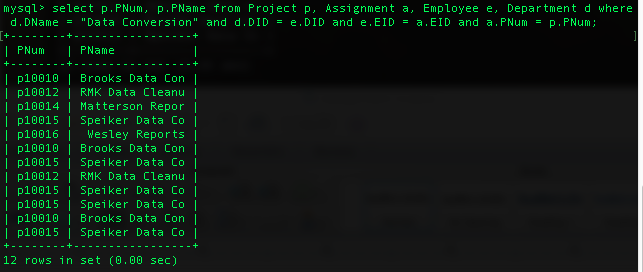 mysql> select p.PNum, p.PName from Project p, Assignment a, Employee e, Department d where
d.DName = "Data Conversion" and d.DID = e.DID and e.EID = a.EID and a.PNum = p.PNum;
+--------+-----------------+
| PNum | PName |
+--------+-----------------+
| p10010 | Brooks Data Con |
| p10012 | RMK Data Cleanu |
| p10014 | Matterson Repor |
| p10015 | Speiker Data Co |
| p10016 | Wesley Reports |
| p10010 | Brooks Data Con |
| p10015 | Speiker Data Co |
| p10012 | RMK Data Cleanu |
| p10015 | Speiker Data Co |
| p10015 | Speiker Data Co |
| p10010 | Brooks Data Con |
| p10015 | Speiker Data Co |
+--------+-----------------+
12 rows in set (0.00 sec)